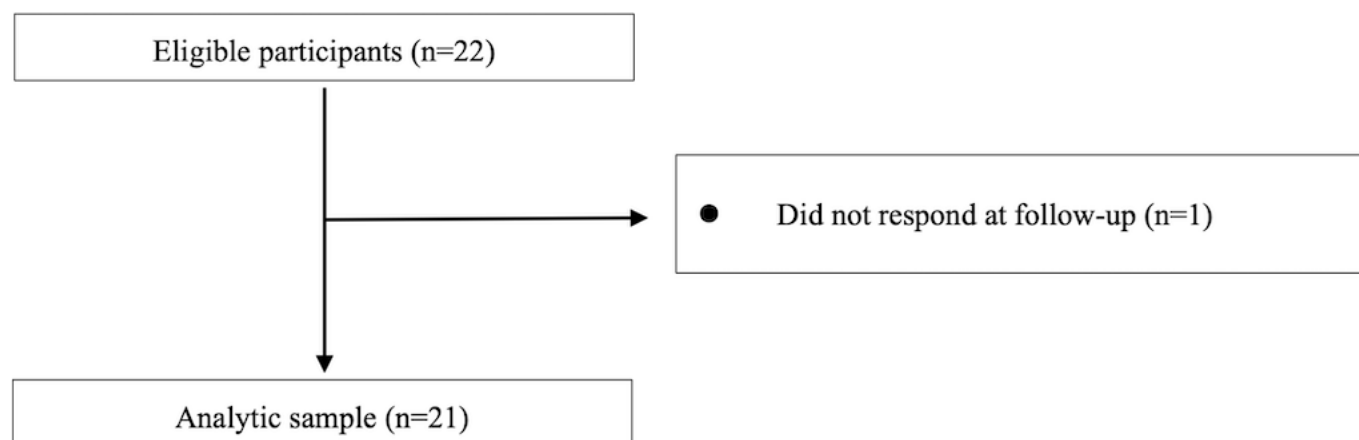 Eligible participants (n=22)
● Did not respond at follow-up (n=1)
Analytic sample (n=21)